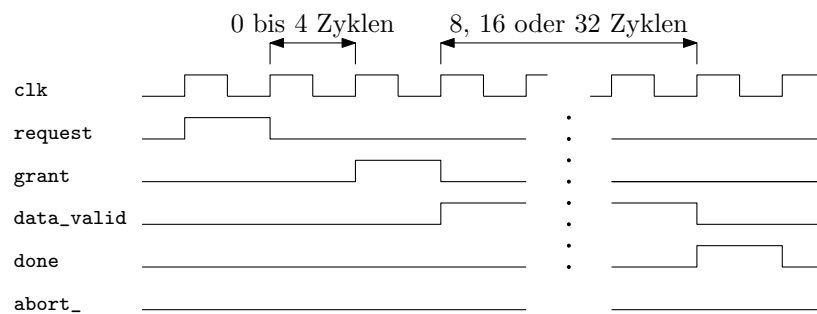 0 bis 4 Zyklen 8, 16 oder 32 Zyklen
clk
request
grant
data_valid
done
abort_